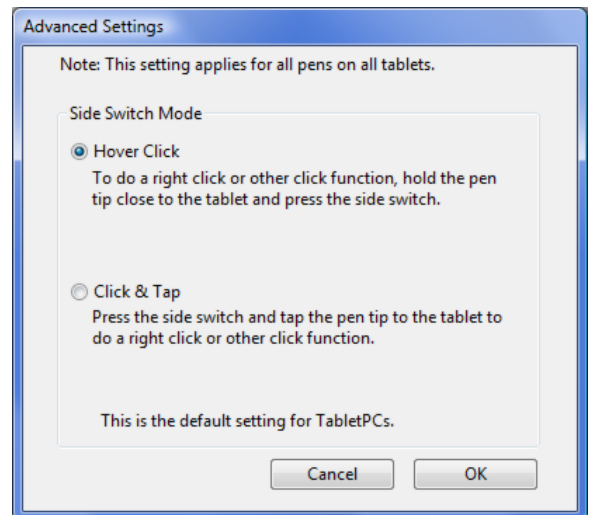 Advanced Settings
Note: This setting applies for all pens on all tablets.
Side Switch Mode
Hover Click
To do a right click or other click function, hold the pen
tip close to the tablet and press the side switch.
Click & Tap
Press the side switch and tap the pen tip to the tablet to
do a right click or other click function.
This is the default setting for TabletPCs.
Cancel OK